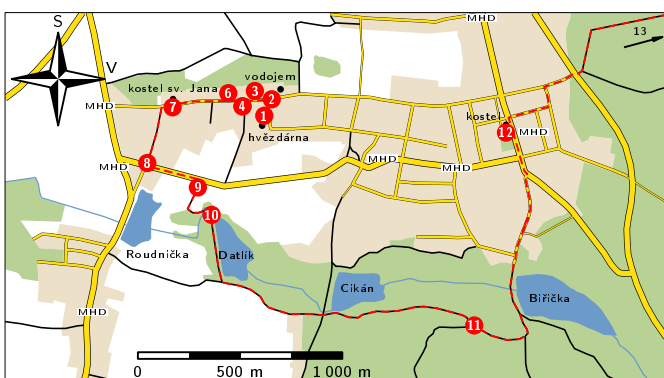 S
MHD
13
V
vodojem
kostel sv. Jana
6
3
2
MHD
7
4
1
kostel
12
MHD
hvězdárna
MHD
8
MHD
MHD
9
10
Roudnička
Datlík
Cikán
Biřička
MHD
11
0
500 m
1 000 m